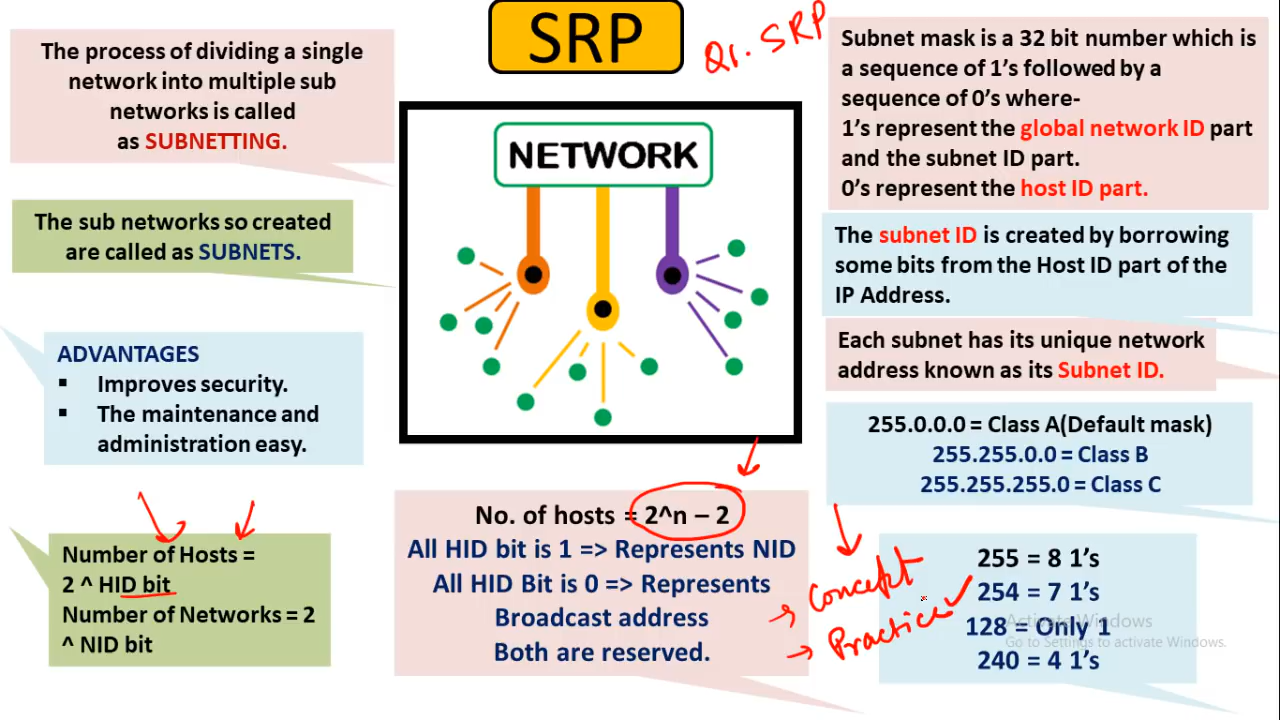 SRP
Q1. SRP
The process of dividing a single
network into multiple sub
networks is called
as SUBNETTING.
The sub networks so created
are called as SUBNETS.
ADVANTAGES
▪ Improves security.
▪ The maintenance and
administration easy.
Number of Hosts =
2 ^ HID bit
Number of Networks = 2
^ NID bit
NETWORK
No. of hosts = 2^n – 2
All HID bit is 1 => Represents NID
All HID Bit is 0 => Represents
Broadcast address
Both are reserved.
→ Concept
→ Practice
Subnet mask is a 32 bit number which is
a sequence of 1’s followed by a
sequence of 0’s where-
1’s represent the global network ID part
and the subnet ID part.
0’s represent the host ID part.
The subnet ID is created by borrowing
some bits from the Host ID part of the
IP Address.
Each subnet has its unique network
address known as its Subnet ID.
255.0.0.0 = Class A(Default mask)
255.255.0.0 = Class B
255.255.255.0 = Class C
255 = 8 1’s
254 = 7 1’s
128 = Only 1
240 = 4 1’s
Activate Windows
Go to Settings to activate Windows.